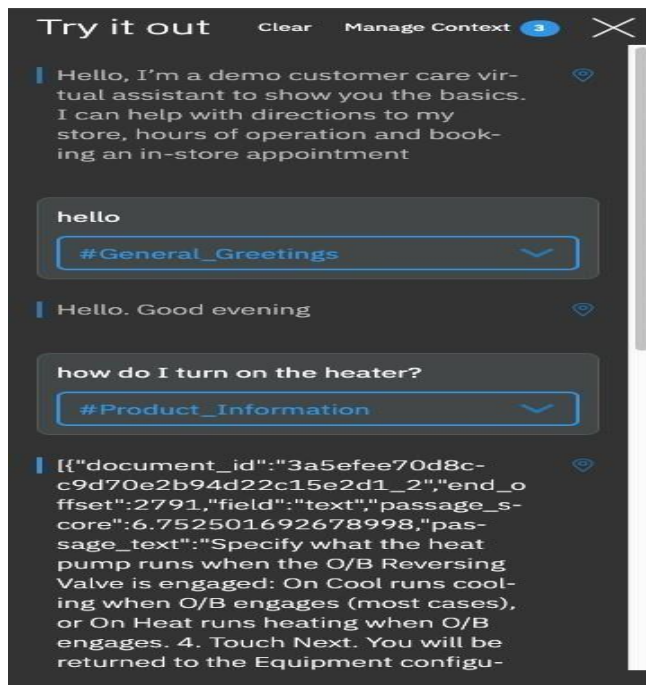 Try it out Clear Manage Context 3
Hello, I'm a demo customer care vir-
tual assistant to show you the basics.
I can help with directions to my
store, hours of operation and book-
ing an in-store appointment
hello
#General_Greetings
Hello. Good evening
how do I turn on the heater?
#Product_Information
[{"document_id":"3a5efee70d8c-
c9d70e2b94d22c15e2d1_2","end_o
ffset":2791,"field":"text","passage_s-
core":6.752501692678998,"pas-
sage_text":"Specify what the heat
pump runs when the O/B Reversing
Valve is engaged: On Cool runs cool-
ing when O/B engages (most cases),
or On Heat runs heating when O/B
engages. 4. Touch Next. You will be
returned to the Equipment configu-